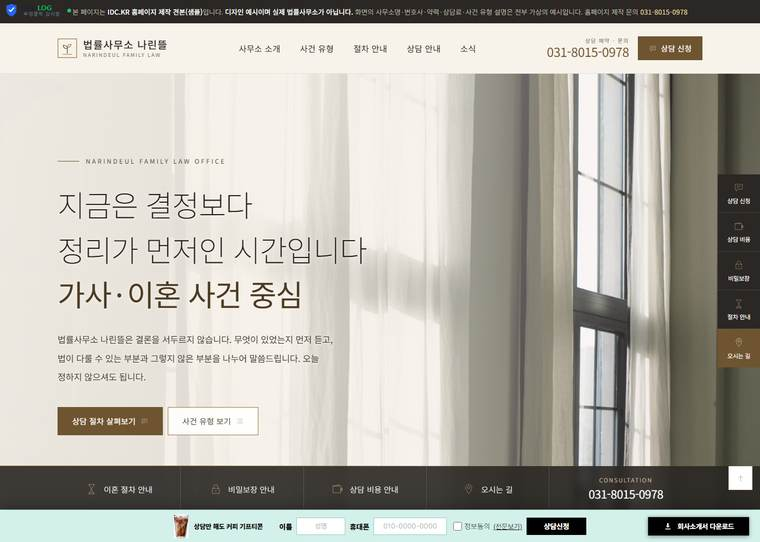 LOG
본 페이지는 IDC.KR 홈페이지 제작 견본(샘플)입니다. 디자인 예시이며 실제 법률사무소가 아닙니다. 화면의 사무소명·변호사·약력·상담료·사건 유형 설명은 전부 가상의 예시입니다. 홈페이지 제작 문의 031-8015-0978
법률사무소 나린뜰
NARINDEUL FAMILY LAW
사무소 소개
사건 유형
절차 안내
상담 안내
소식
상담 예약 · 문의
031-8015-0978
상담 신청
NARINDEUL FAMILY LAW OFFICE
지금은 결정보다
정리가 먼저인 시간입니다
가사·이혼 사건 중심
법률사무소 나린뜰은 결론을 서두르지 않습니다. 무엇이 있었는지 먼저 듣고,
법이 다룰 수 있는 부분과 그렇지 않은 부분을 나누어 말씀드립니다. 오늘
정하지 않으셔도 됩니다.
상담 절차 살펴보기
사건 유형 보기
상담 신청
상담 비용
비밀보장
절차 안내
오시는 길
이혼 절차 안내
비밀보장 안내
상담 비용 안내
오시는 길
CONSULTATION
031-8015-0978
상담만 해도 커피 기프티콘
이름
성명
휴대폰
010-0000-0000
정보동의
(전문보기)
상담신청
회사소개서 다운로드